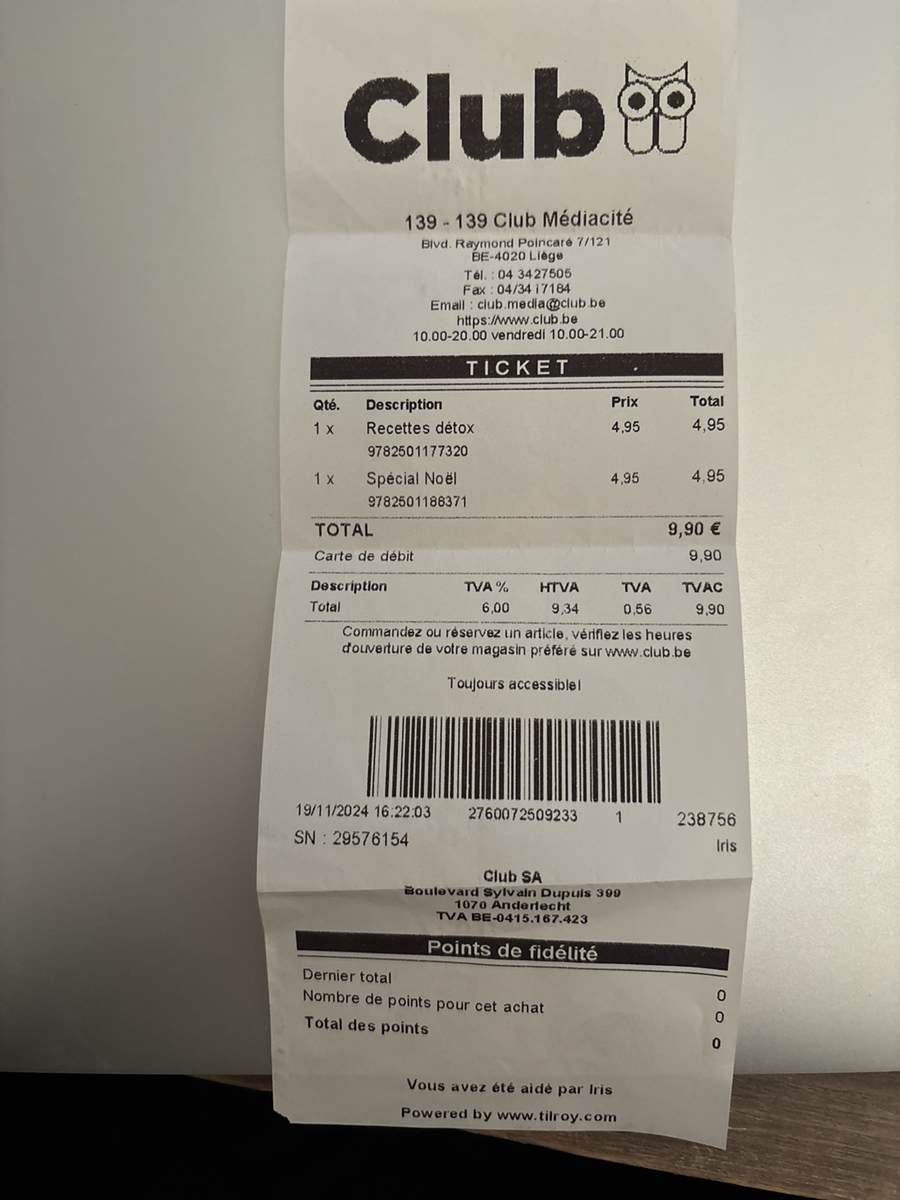 Club
139 - 139 Club Médiacité
Blvd. Raymond Poincaré 7/121
BE-4020 Liège
Tél. : 04 3427505
Fax : 04/34 17184
Email : club.media@club.be
https://www.club.be
10.00-20.00 vendredi 10.00-21.00
TICKET
Qté. Description Prix Total
1 x Recettes détox 4,95 4,95
9782501177320
1 x Spécial Noël 4,95 4,95
9782501188371
TOTAL 9,90 €
Carte de débit 9,90
Description TVA % HTVA TVA TVAC
Total 6,00 9,34 0,56 9,90
Commandez ou réservez un article, vérifiez les heures
d'ouverture de votre magasin préféré sur www.club.be
Toujours accessible!
19/11/2024 16:22:03 2760072509233 1 238756
SN : 29576154 Iris
Club SA
Boulevard Sylvain Dupuis 399
1070 Anderlecht
TVA BE-0415.167.423
Points de fidélité
Dernier total 0
Nombre de points pour cet achat 0
Total des points 0
Vous avez été aidé par Iris
Powered by www.tilroy.com